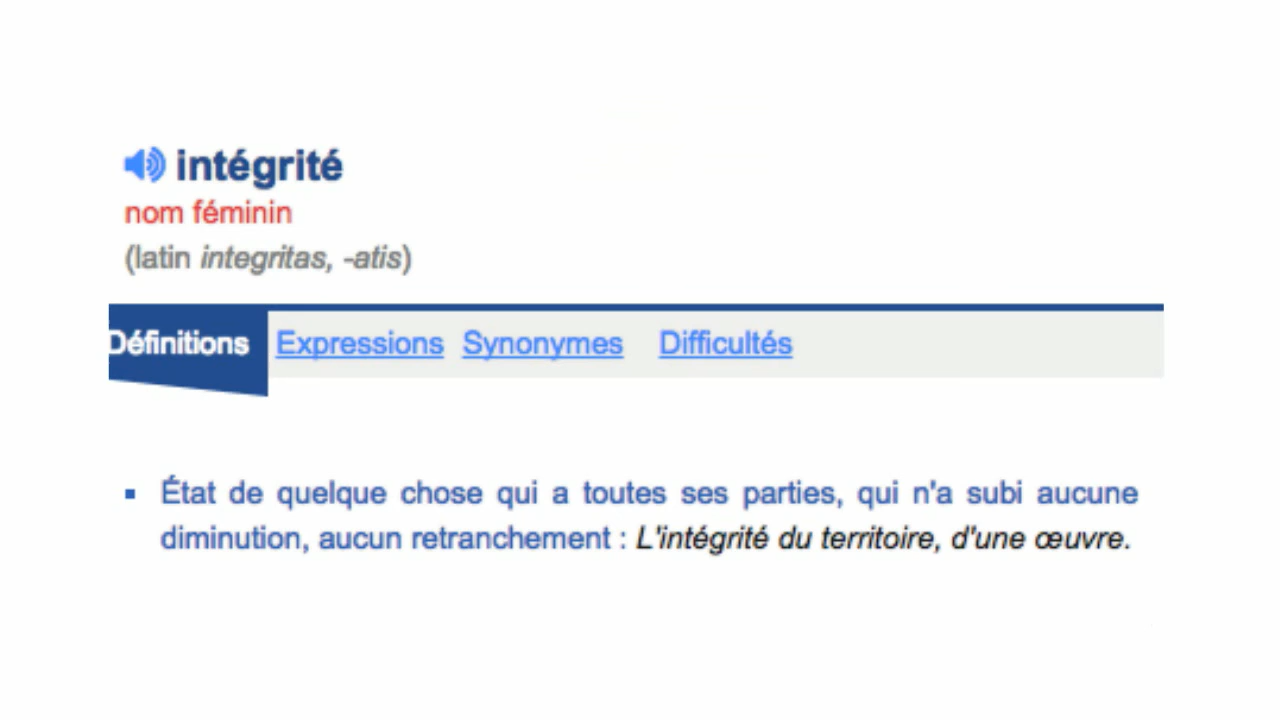 intégrité
nom féminin
(latin integritas, -atis)
Définitions Expressions Synonymes Difficultés
État de quelque chose qui a toutes ses parties, qui n'a subi aucune
diminution, aucun retranchement : L'intégrité du territoire, d'une œuvre.